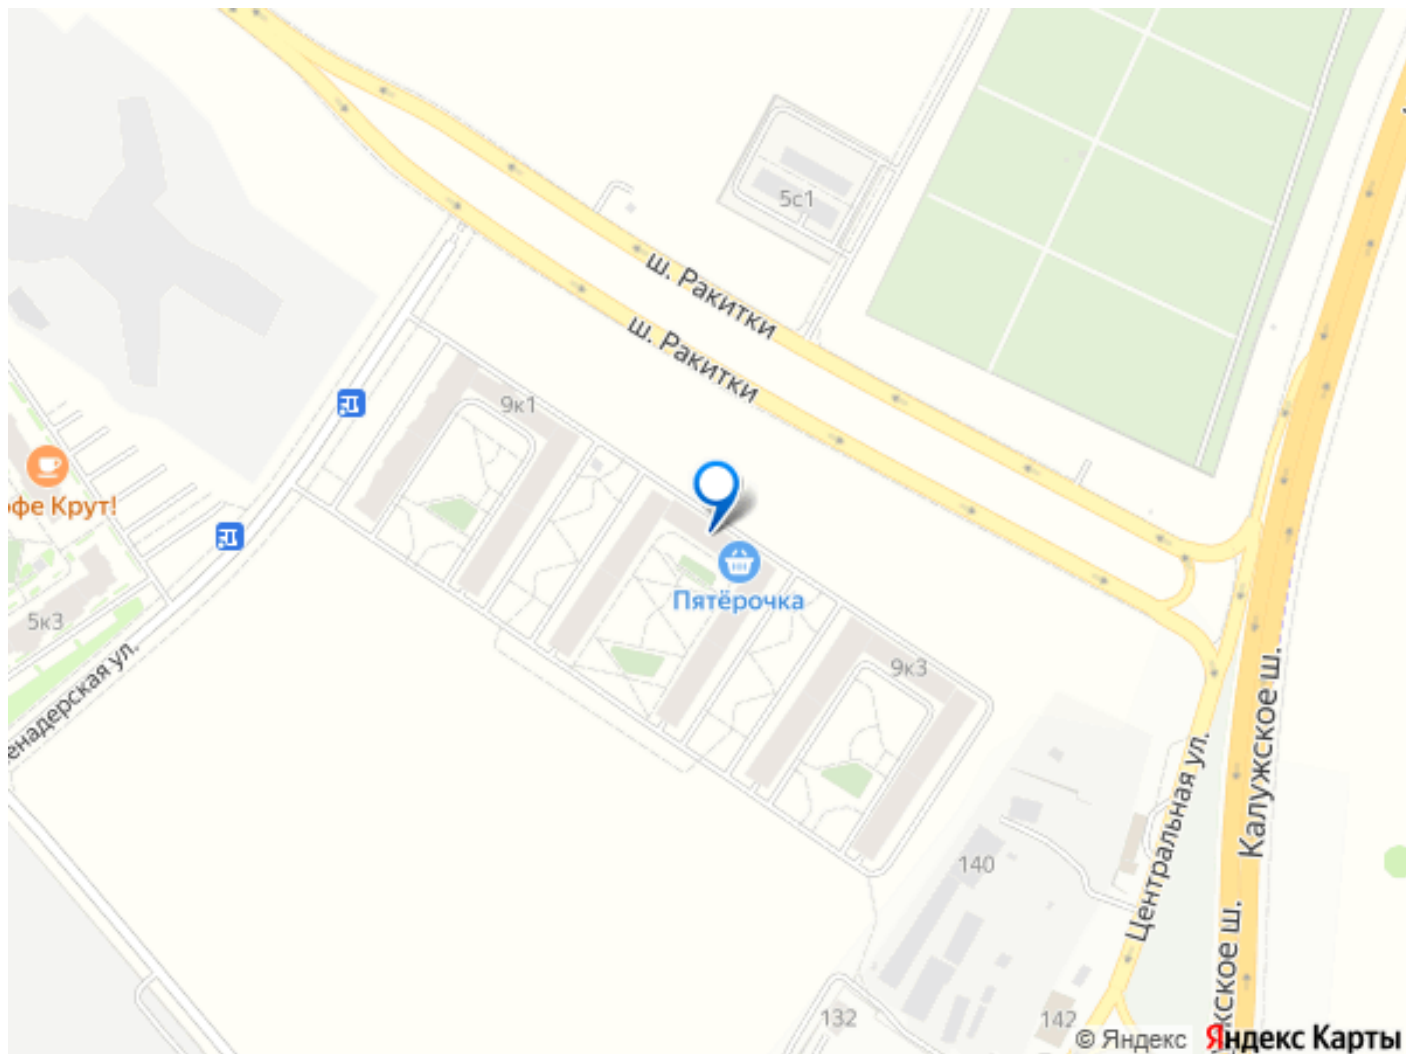 5с1
ш. Ракитки
ш. Ракитки
9к1
офе Крут!
Пятёрочка
5к3
енадерская ул.
9к3
Калужское ш.
Центральная ул.
140
жское ш.
132
142
© Яндекс
Яндекс Карты